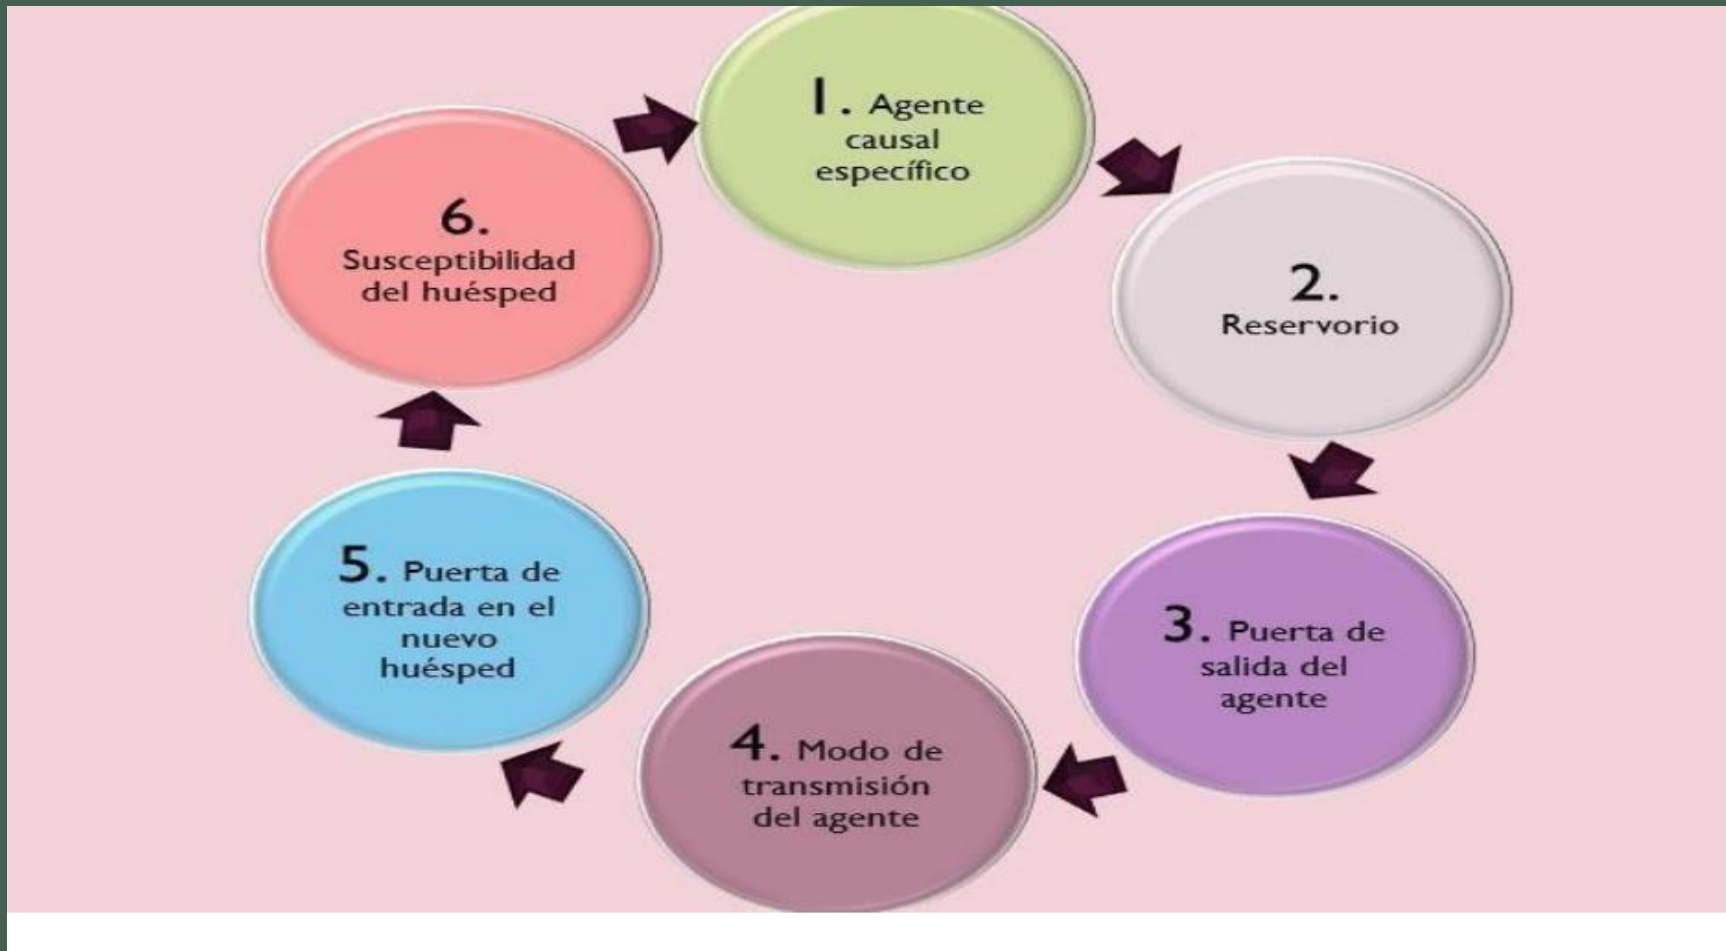 1. Agente
causal
específico
2.
Reservorio
3. Puerta de
salida del
agente
4. Modo de
transmisión
del agente
5. Puerta de
entrada en el
nuevo
huésped
6.
Susceptibilidad
del huésped